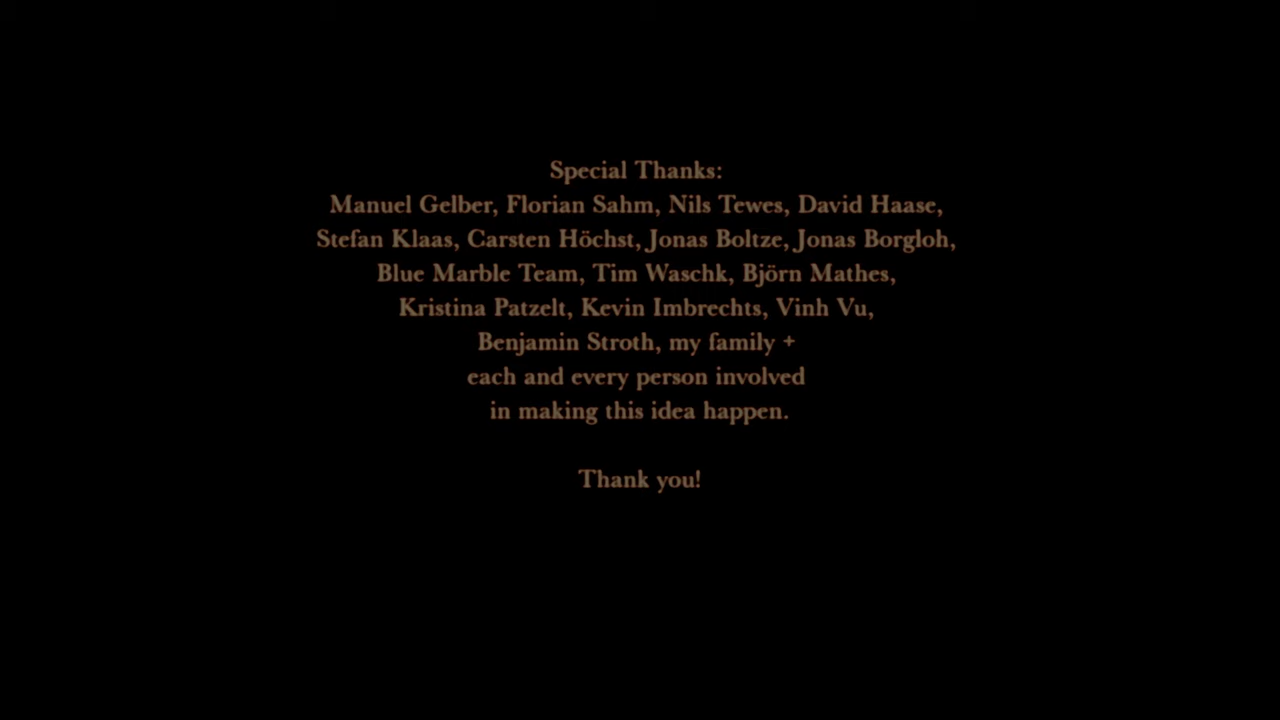 Special Thanks:
Manuel Gelber, Florian Sahm, Nils Tewes, David Haase,
Stefan Klaas, Carsten Höchst, Jonas Boltze, Jonas Borgloh,
Blue Marble Team, Tim Waschk, Björn Mathes,
Kristina Patzelt, Kevin Imbrechts, Vinh Vu,
Benjamin Stroth, my family +
each and every person involved
in making this idea happen.
Thank you!